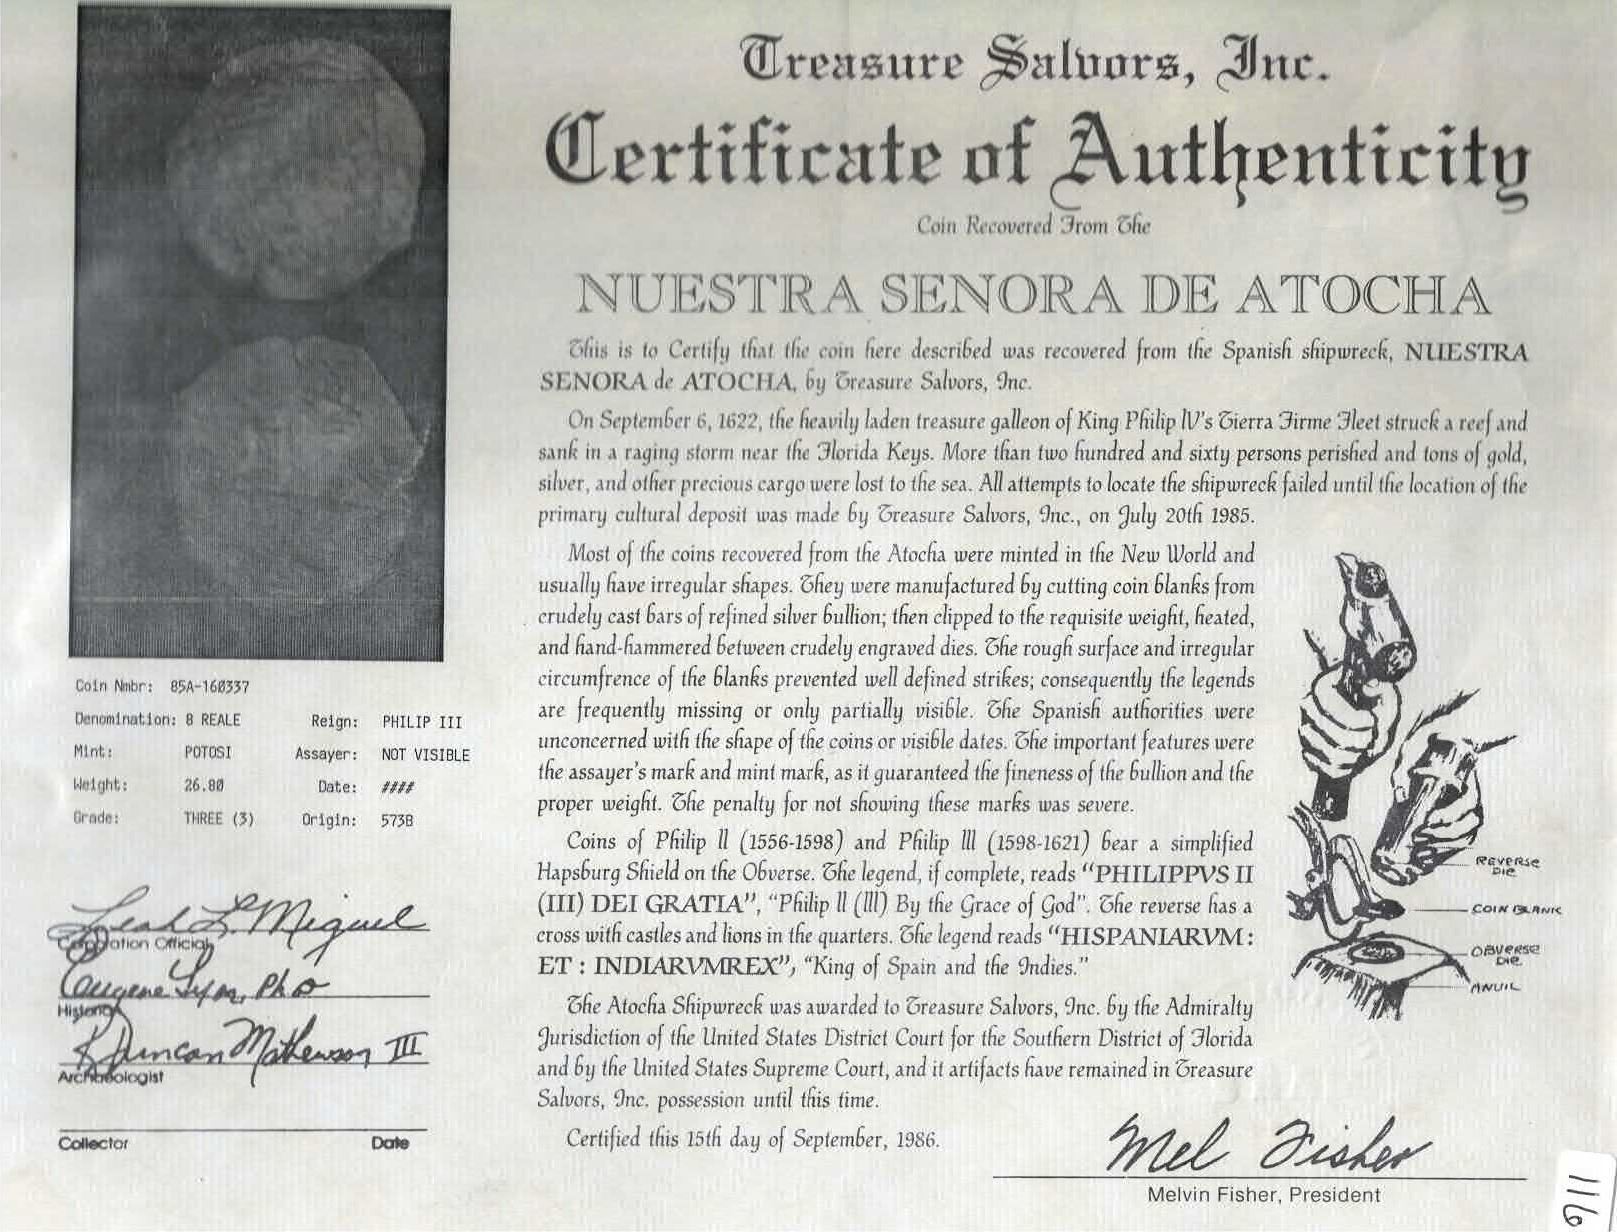 Treasure Salvors, Inc.
Certificate of Authenticity
Coin Recovered From The
NUESTRA SENORA DE ATOCHA
This is to Certify that the coin here described was recovered from the Spanish shipwreck, NUESTRA
SENORA de ATOCHA, by Treasure Salvors, Inc.
On September 6, 1622, the heavily laden treasure galleon of King Philip IV's Tierra Firme Fleet struck a reef and
sank in a raging storm near the Florida Keys. More than two hundred and sixty persons perished and tons of gold,
silver, and other precious cargo were lost to the sea. All attempts to locate the shipwreck failed until the location of the
primary cultural deposit was made by Treasure Salvors, Inc., on July 20th 1985.
Most of the coins recovered from the Atocha were minted in the New World and
usually have irregular shapes. They were manufactured by cutting coin blanks from
crudely cast bars of refined silver bullion; then clipped to the requisite weight, heated,
and hand-hammered between crudely engraved dies. The rough surface and irregular
circumfrence of the blanks prevented well defined strikes; consequently the legends
are frequently missing or only partially visible. The Spanish authorities were
unconcerned with the shape of the coins or visible dates. The important features were
the assayer's mark and mint mark, as it guaranteed the fineness of the bullion and the
proper weight. The penalty for not showing these marks was severe.
Coins of Philip II (1556-1598) and Philip III (1598-1621) bear a simplified
Hapsburg Shield on the Obverse. The legend, if complete, reads "PHILIPPVS II
(III) DEI GRATIA", "Philip II (III) By the Grace of God". The reverse has a
cross with castles and lions in the quarters. The legend reads "HISPANIARVM :
ET : INDIARVMREX", "King of Spain and the Indies."
The Atocha Shipwreck was awarded to Treasure Salvors, Inc. by the Admiralty
Jurisdiction of the United States District Court for the Southern District of Florida
and by the United States Supreme Court, and it artifacts have remained in Treasure
Salvors, Inc. possession until this time.
Certified this 15th day of September, 1986.
Mel Fisher
Melvin Fisher, President
REVERSE
DIE
COIN BLANK
OBVERSE
DIE
ANVIL
Coin Nmbr: 85A-160337
Denomination: 8 REALE Reign: PHILIP III
Mint: POTOSI Assayer: NOT VISIBLE
Weight: 26.80 Date: ####
Grade: THREE (3) Origin: 573B
Leah L Miguel
Corporation Official
Eugene Lyon, PhD
Historian
R Duncan Mathewson III
Archaeologist
Collector Date
116